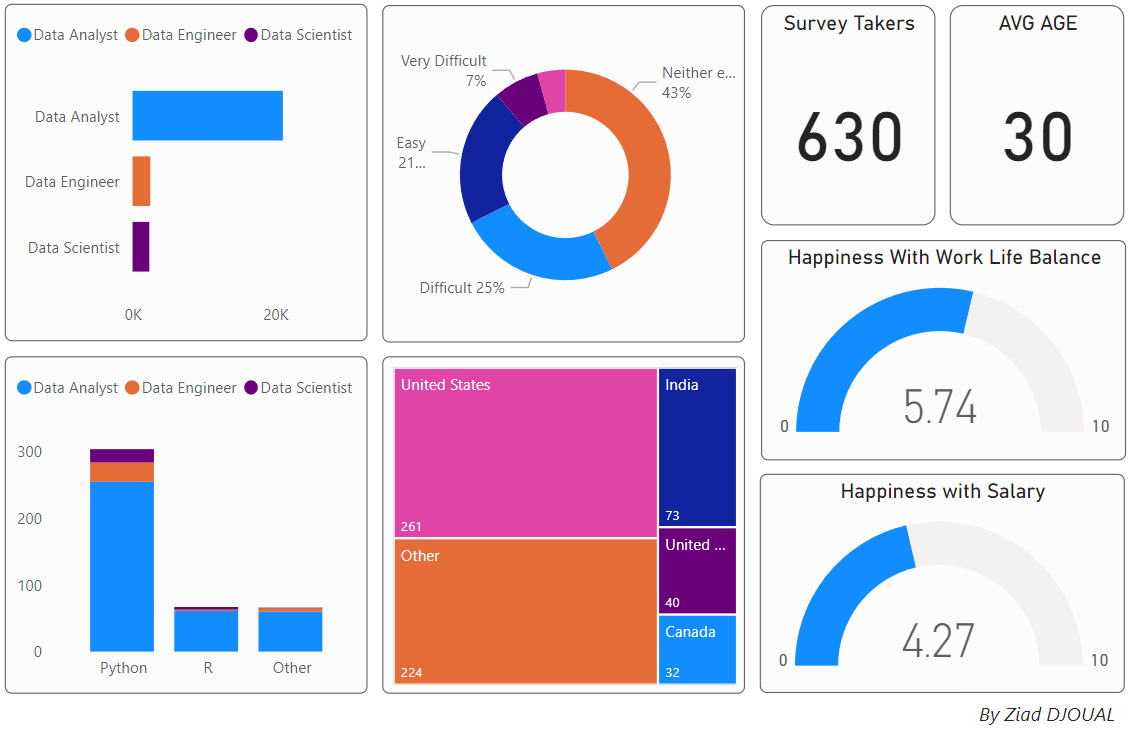 Data Analyst Data Engineer Data Scientist
Data Analyst
Data Engineer
Data Scientist
0K 20K
Very Difficult
7%
Neither e...
43%
Easy
21...
Difficult 25%
Survey Takers
630
AVG AGE
30
Happiness With Work Life Balance
5.74
0 10
Data Analyst Data Engineer Data Scientist
300
200
100
0
Python R Other
United States
261
Other
224
India
73
United ...
40
Canada
32
Happiness with Salary
4.27
0 10
By Ziad DJOUAL